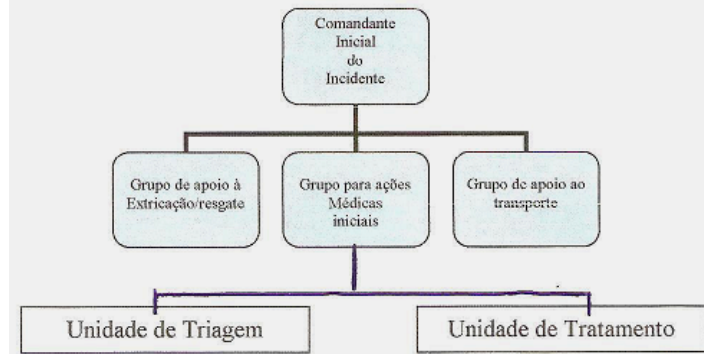 Comandante
Inicial
do
Incidente
Grupo de apoio à
Extricação/resgate
Grupo para ações
Médicas
iniciais
Grupo de apoio ao
transporte
Unidade de Triagem
Unidade de Tratamento